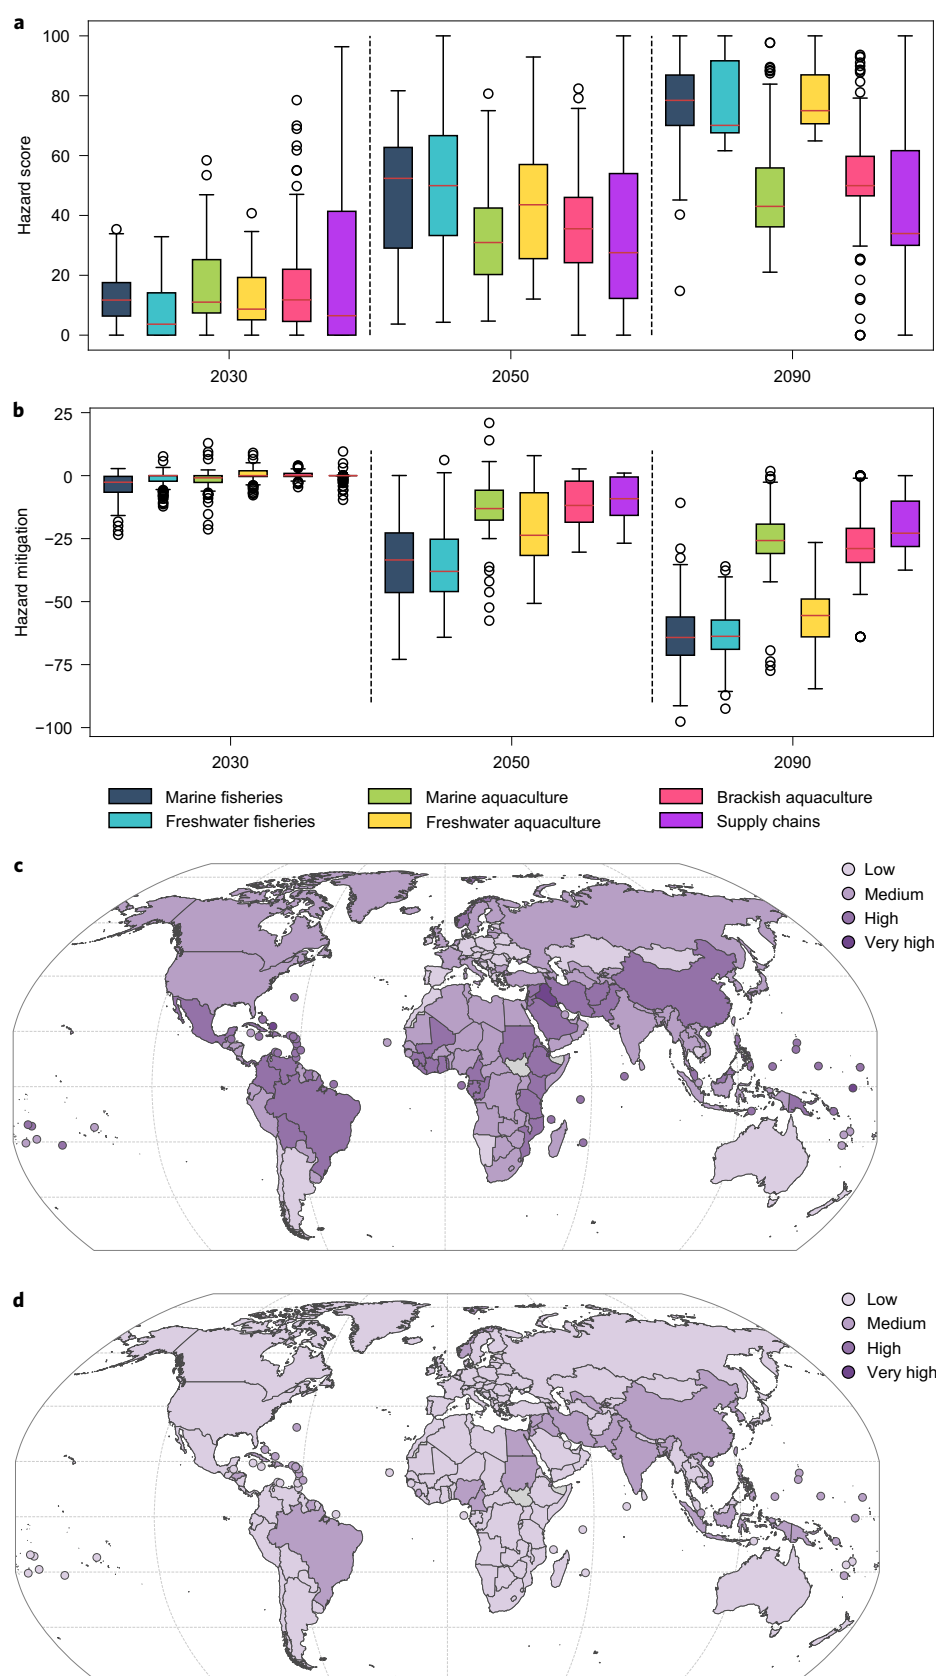 a
100
80
60
40
20
0
Hazard score
2030
2050
2090
b
25
0
−25
−50
−75
−100
Hazard mitigation
2030
2050
2090
Marine fisheries
Marine aquaculture
Brackish aquaculture
Freshwater fisheries
Freshwater aquaculture
Supply chains
c
Low
Medium
High
Very high
d
Low
Medium
High
Very high